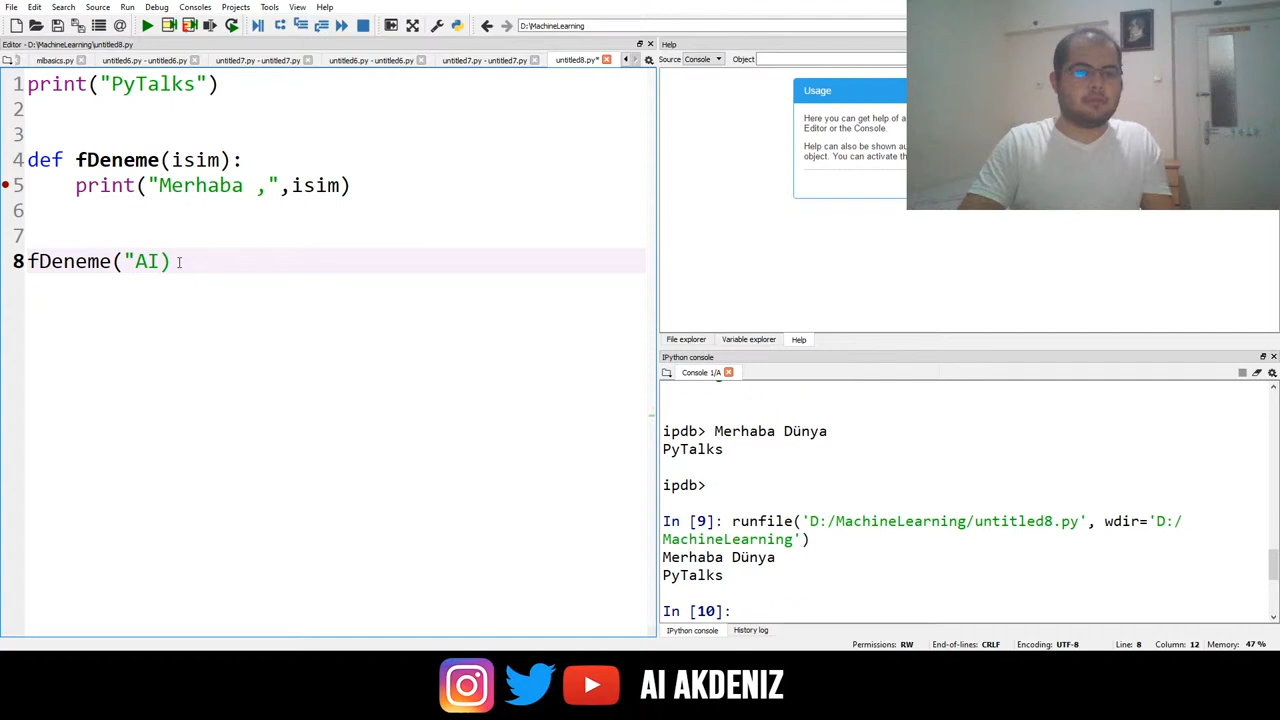 File Edit Search Source Run Debug Consoles Projects Tools View Help
D:\MachineLearning
Editor - D:\MachineLearning\untitled8.py
mlbasics.py untitled6.py - untitled6.py untitled7.py - untitled7.py untitled6.py - untitled6.py untitled7.py - untitled7.py untitled8.py*
1 print("PyTalks")
2
3
4 def fDeneme(isim):
5 print("Merhaba ,",isim)
6
7
8 fDeneme("AI)
Help
Source Console Object
Usage
Here you can get help of a
Editor or the Console.
Help can also be shown au
object. You can activate th
File explorer Variable explorer Help
IPython console
Console 1/A
ipdb> Merhaba Dünya
PyTalks
ipdb>
In [9]: runfile('D:/MachineLearning/untitled8.py', wdir='D:/
MachineLearning')
Merhaba Dünya
PyTalks
In [10]:
IPython console History log
Permissions: RW End-of-lines: CRLF Encoding: UTF-8 Line: 8 Column: 12 Memory: 47 %
AI AKDENIZ